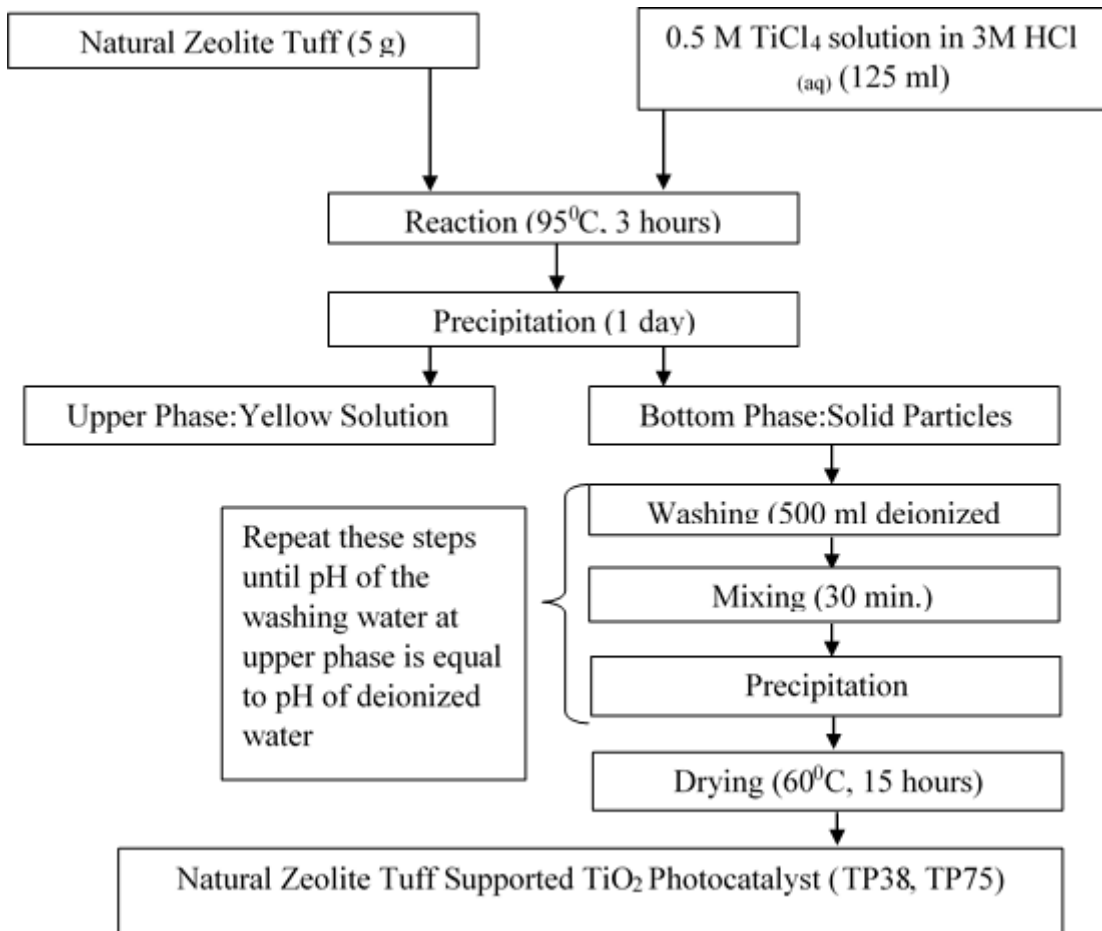 Natural Zeolite Tuff (5 g)
0.5 M TiCl₄ solution in 3M HCl
(aq) (125 ml)
Reaction (95⁰C, 3 hours)
Precipitation (1 day)
Upper Phase:Yellow Solution
Bottom Phase:Solid Particles
Washing (500 ml deionized
Repeat these steps
until pH of the
washing water at
upper phase is equal
to pH of deionized
water
Mixing (30 min.)
Precipitation
Drying (60⁰C, 15 hours)
Natural Zeolite Tuff Supported TiO₂ Photocatalyst (TP38, TP75)